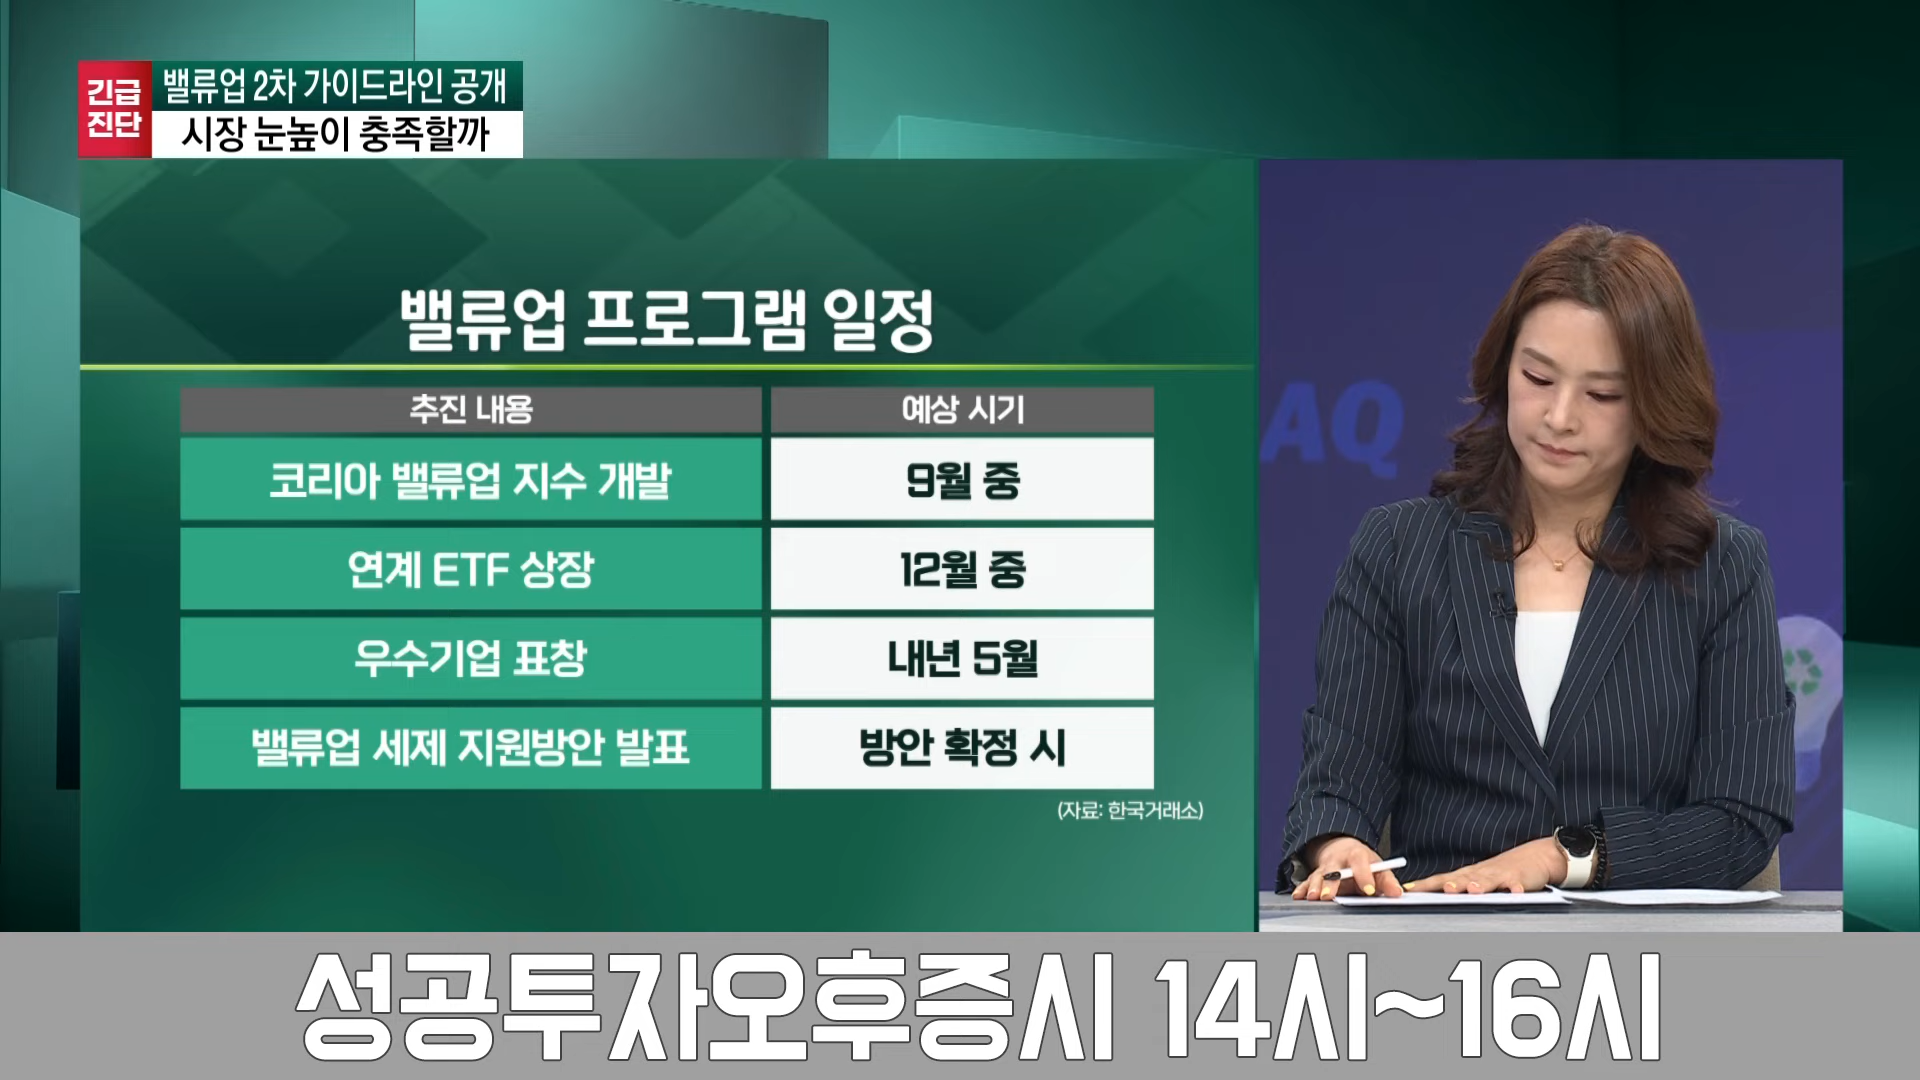 긴급
진단
밸류업 2차 가이드라인 공개
시장 눈높이 충족할까
밸류업 프로그램 일정
추진 내용 예상 시기
코리아 밸류업 지수 개발 9월 중
연계 ETF 상장 12월 중
우수기업 표창 내년 5월
밸류업 세제 지원방안 발표 방안 확정 시
(자료: 한국거래소)
AQ
성공투자오후증시 14시~16시